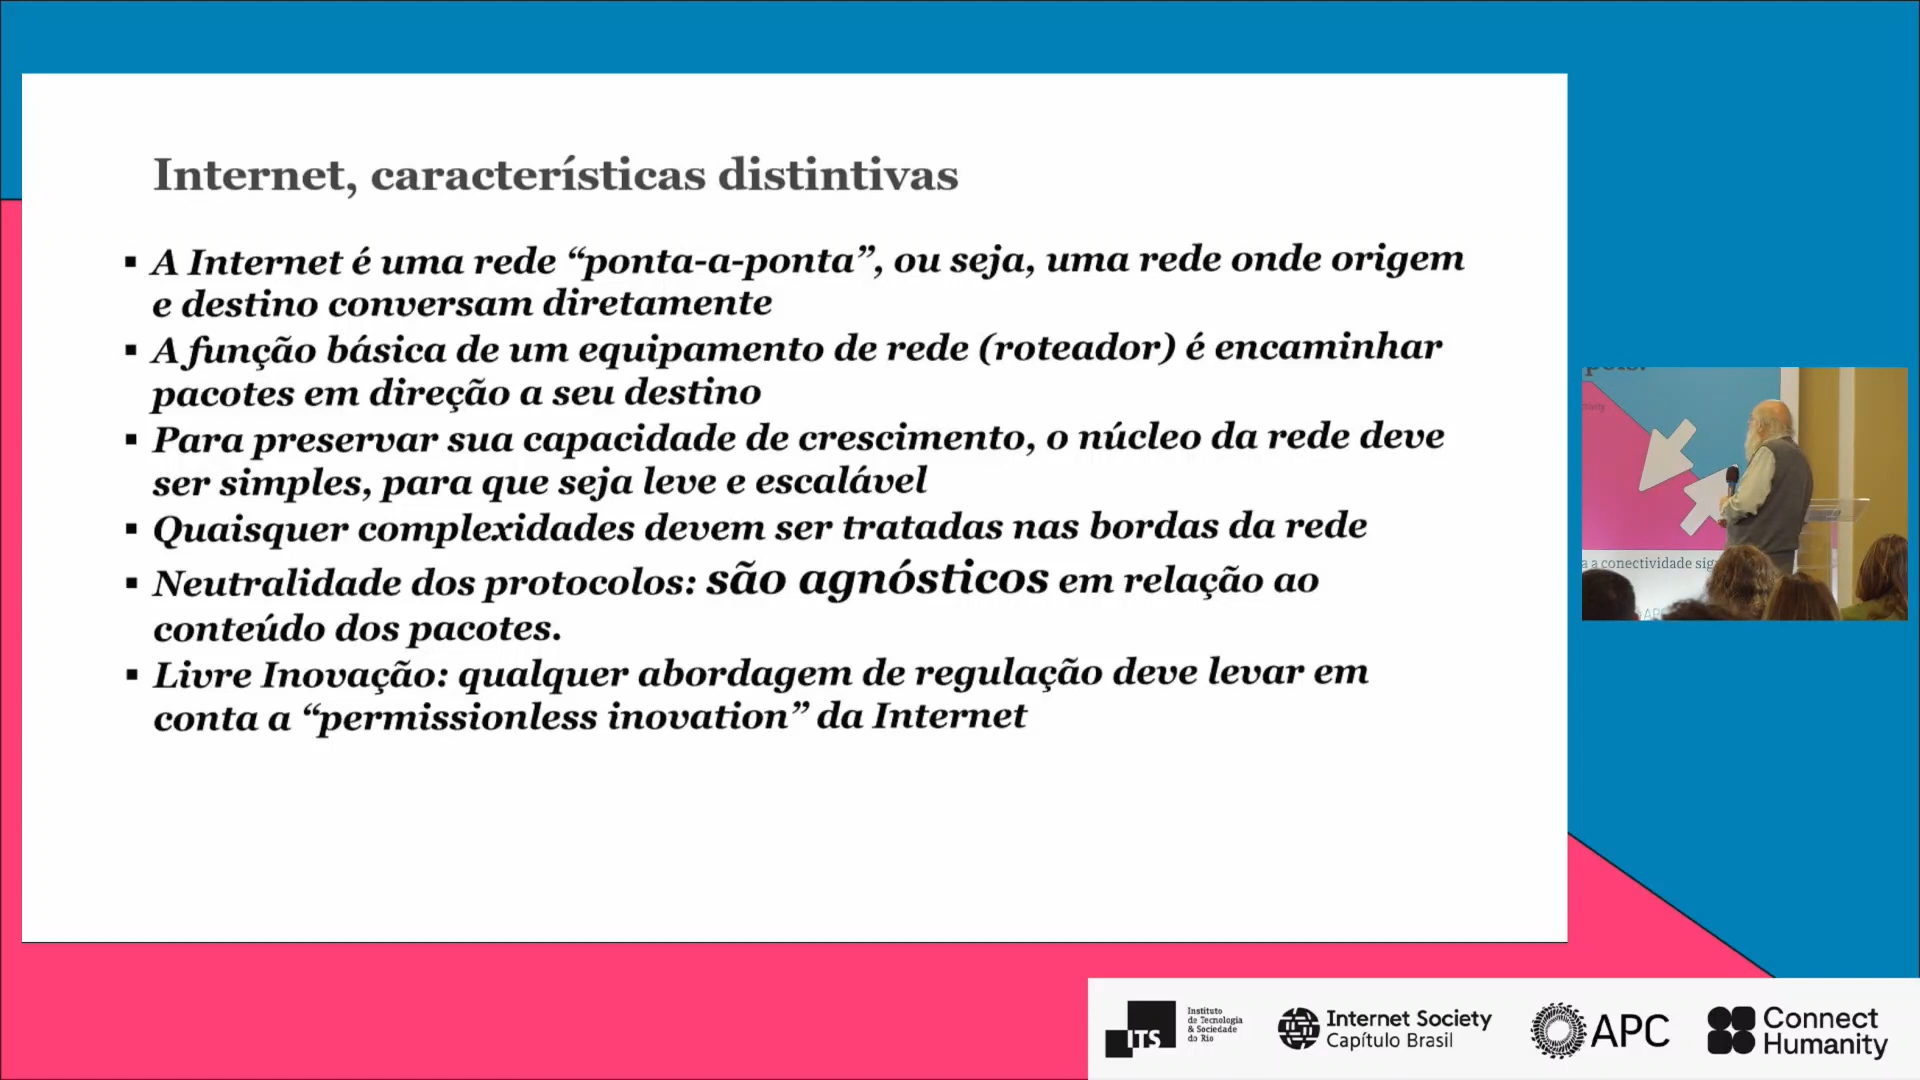 Internet, características distintivas
▪ A Internet é uma rede “ponta-a-ponta”, ou seja, uma rede onde origem
e destino conversam diretamente
▪ A função básica de um equipamento de rede (roteador) é encaminhar
pacotes em direção a seu destino
▪ Para preservar sua capacidade de crescimento, o núcleo da rede deve
ser simples, para que seja leve e escalável
▪ Quaisquer complexidades devem ser tratadas nas bordas da rede
▪ Neutralidade dos protocolos: são agnósticos em relação ao
conteúdo dos pacotes.
▪ Livre Inovação: qualquer abordagem de regulação deve levar em
conta a “permissionless inovation” da Internet
a conectividade
ITS
Instituto
de Tecnologia
& Sociedade
do Rio
Internet Society
Capítulo Brasil
APC
Connect
Humanity